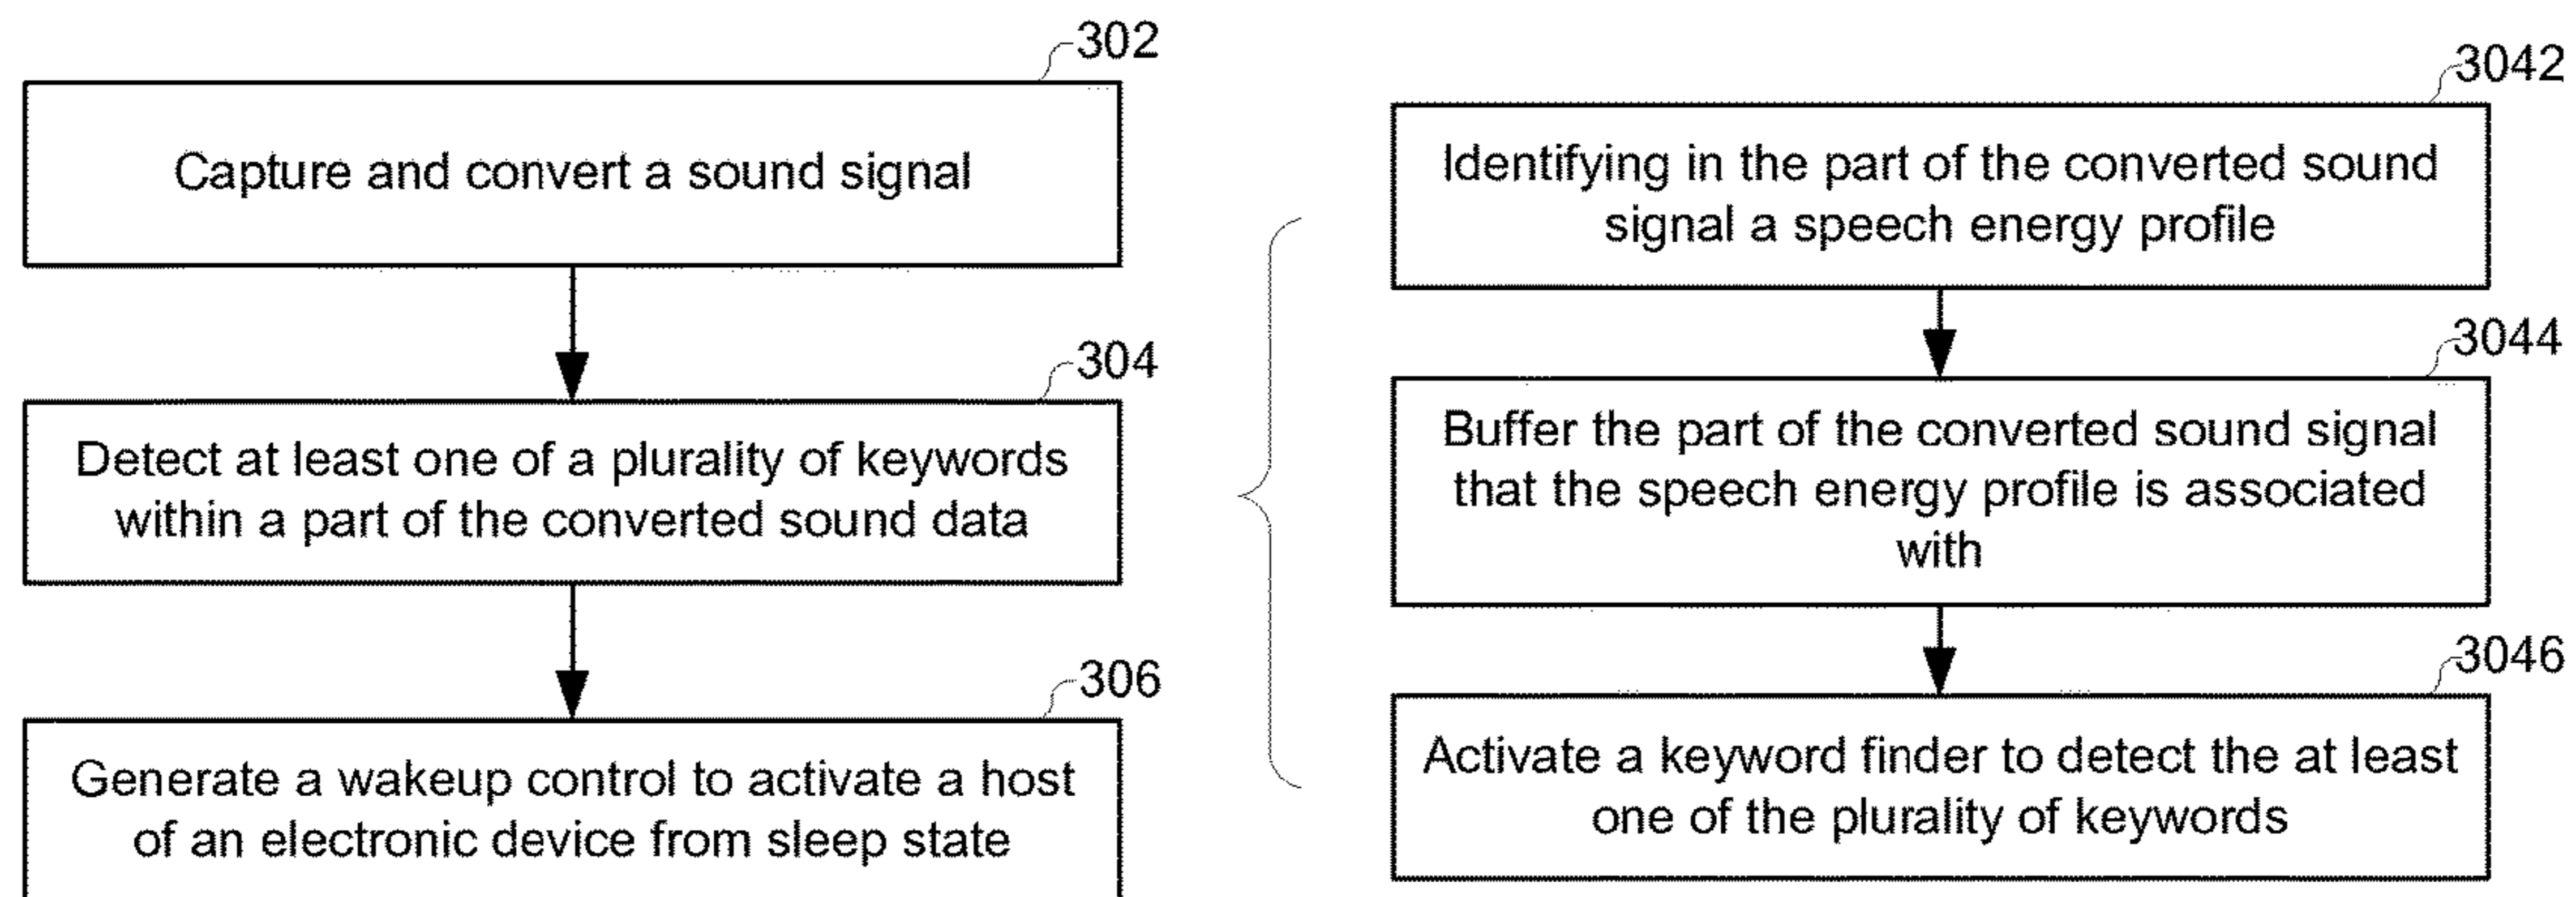 302
Capture and convert a sound signal
304
Detect at least one of a plurality of keywords
within a part of the converted sound data
306
Generate a wakeup control to activate a host
of an electronic device from sleep state
3042
Identifying in the part of the converted sound
signal a speech energy profile
3044
Buffer the part of the converted sound signal
that the speech energy profile is associated
with
3046
Activate a keyword finder to detect the at least
one of the plurality of keywords